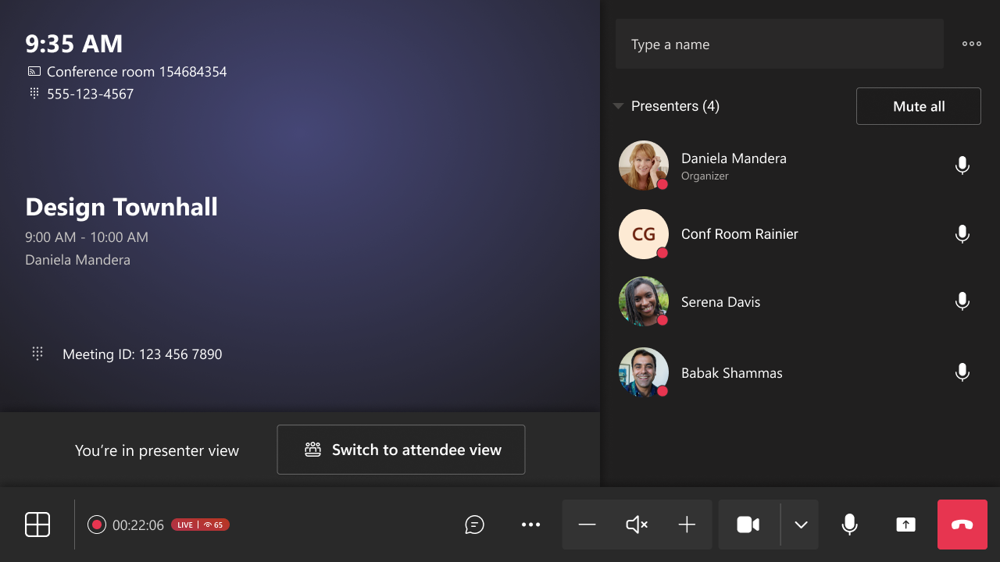 9:35 AM
Conference room 154684354
555-123-4567
Design Townhall
9:00 AM - 10:00 AM
Daniela Mandera
Meeting ID: 123 456 7890
You’re in presenter view
Switch to attendee view
Type a name
Presenters (4)
Mute all
Daniela Mandera
Organizer
CG
Conf Room Rainier
Serena Davis
Babak Shammas
00:22:06
LIVE | 65